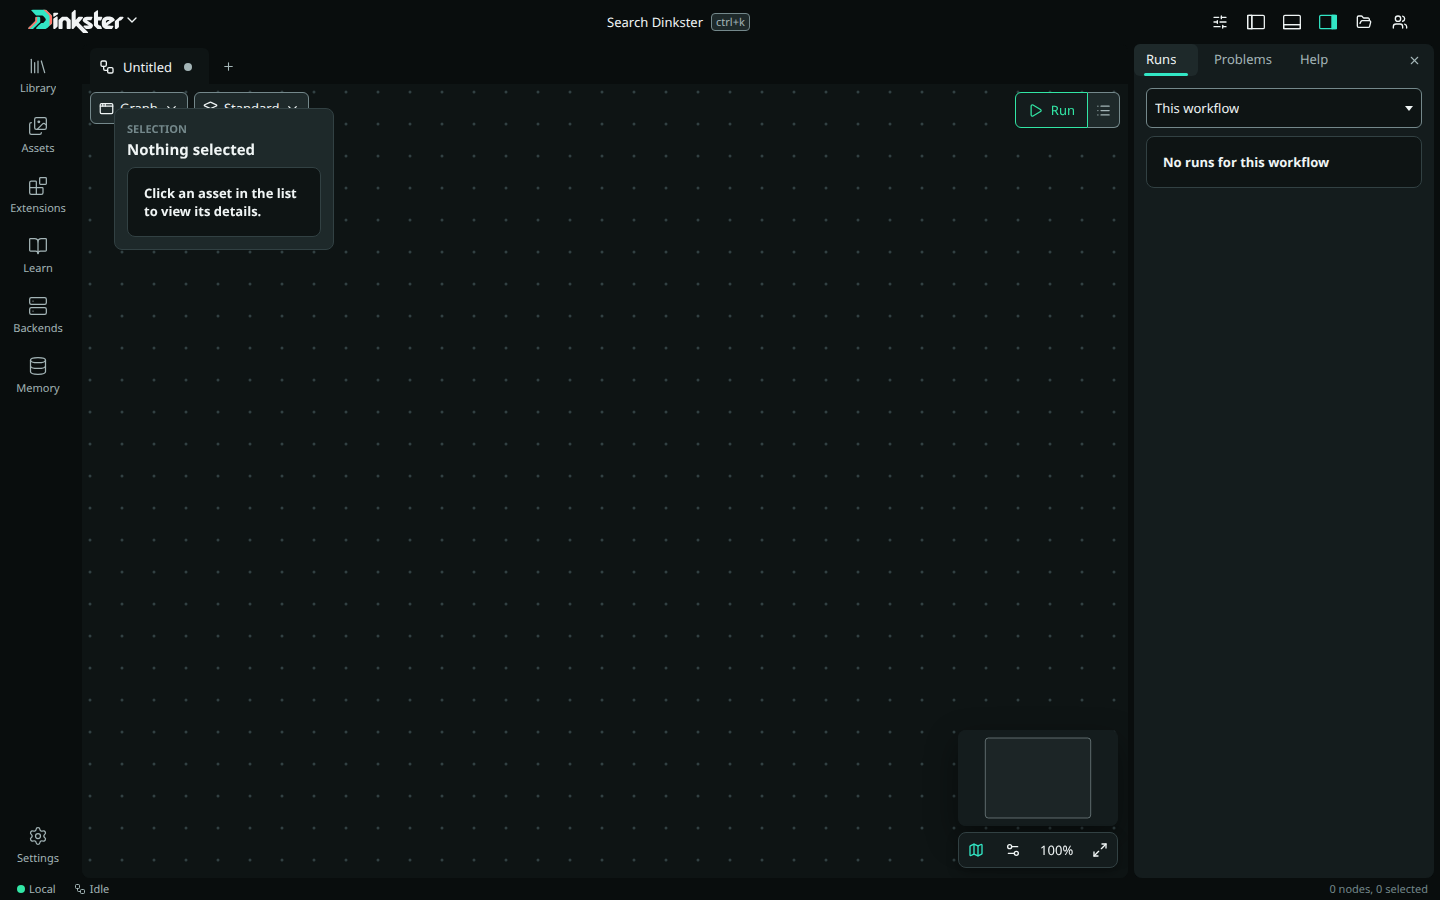 Dinkster
Search Dinkster ctrl+k
Library
Assets
Extensions
Learn
Backends
Memory
Settings
Untitled
Graph
Standard
SELECTION
Nothing selected
Click an asset in the list
to view its details.
Run
100%
Runs
Problems
Help
This workflow
No runs for this workflow
Local
Idle
0 nodes, 0 selected